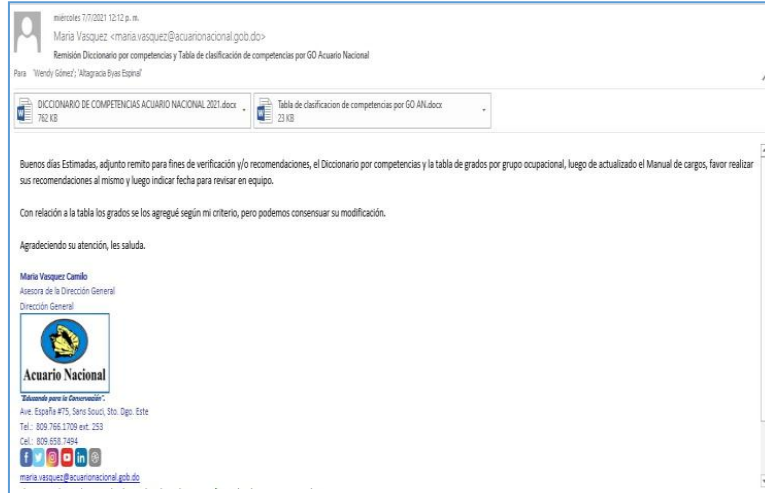 miércoles 7/7/2021 12:12 p. m.
Maria Vasquez <maria.vasquez@acuarionacional.gob.do>
Remisión Diccionario por competencias y Tabla de clasificación de competencias por GO Acuario Nacional
Para 'Wendy Gómez'; 'Altagracia Byas Espinal'
DICCIONARIO DE COMPETENCIAS ACUARIO NACIONAL 2021.docx
762 KB
Tabla de clasificacion de competencias por GO AN.docx
23 KB
Buenos días Estimadas, adjunto remito para fines de verificación y/o recomendaciones, el Diccionario por competencias y la tabla de grados por grupo ocupacional, luego de actualizado el Manual de cargos, favor realizar
sus recomendaciones al mismo y luego indicar fecha para revisar en equipo.
Con relación a la tabla los grados se los agregué según mi criterio, pero podemos consensuar su modificación.
Agradeciendo su atención, les saluda.
Maria Vasquez Camilo
Asesora de la Dirección General
Dirección General
Acuario Nacional
"Educando para la Conservación".
Ave. España #75, Sans Souci, Sto. Dgo. Este
Tel.: 809.766.1709 ext. 253
Cel.: 809.658.7494
maria.vasquez@acuarionacional.gob.do